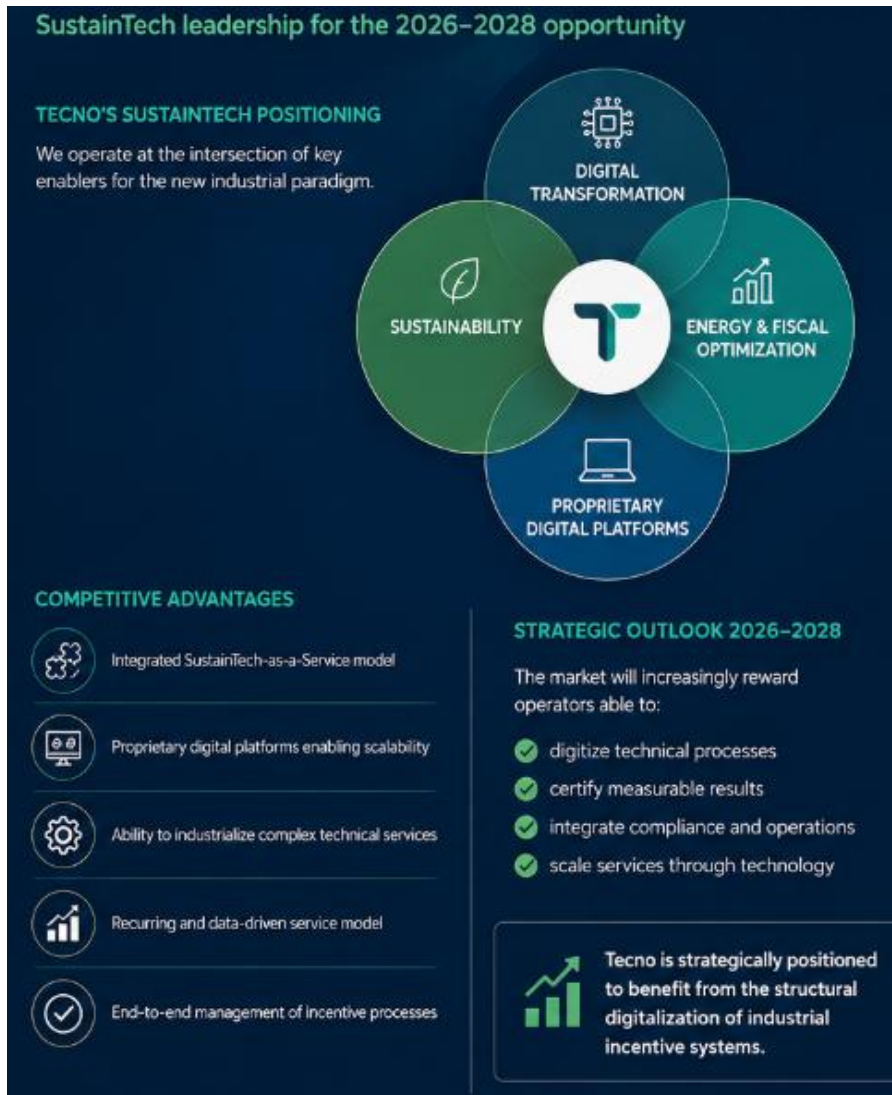 SustainTech leadership for the 2026–2028 opportunity
TECNO'S SUSTAINTECH POSITIONING
We operate at the intersection of key
enablers for the new industrial paradigm.
DIGITAL
TRANSFORMATION
SUSTAINABILITY
ENERGY & FISCAL
OPTIMIZATION
PROPRIETARY
DIGITAL PLATFORMS
COMPETITIVE ADVANTAGES
Integrated SustainTech-as-a-Service model
Proprietary digital platforms enabling scalability
Ability to industrialize complex technical services
Recurring and data-driven service model
End-to-end management of incentive processes
STRATEGIC OUTLOOK 2026–2028
The market will increasingly reward
operators able to:
digitize technical processes
certify measurable results
integrate compliance and operations
scale services through technology
Tecno is strategically positioned
to benefit from the structural
digitalization of industrial
incentive systems.